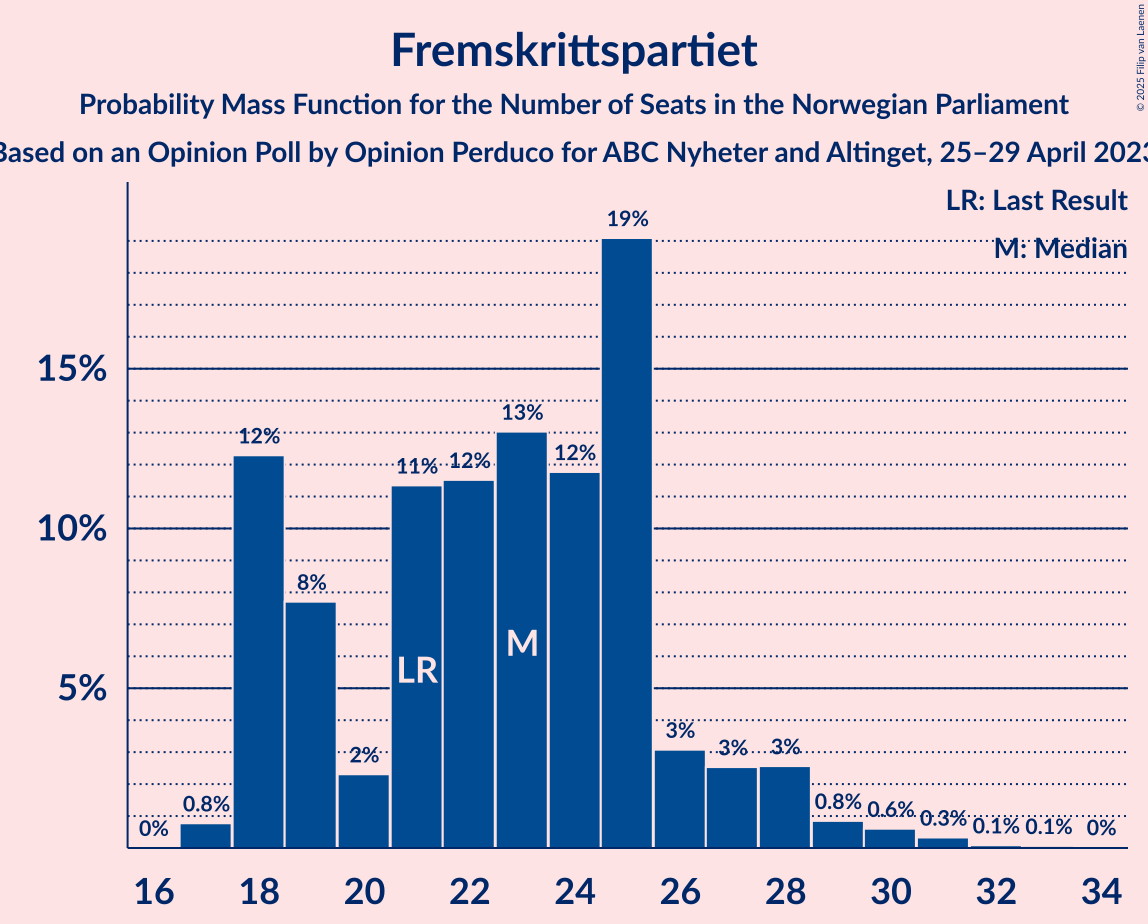 Fremskrittspartiet
Probability Mass Function for the Number of Seats in the Norwegian Parliament
Based on an Opinion Poll by Opinion Perduco for ABC Nyheter and Altinget, 25–29 April 2023
© 2025 Filip van Laenen
LR: Last Result
M: Median
19%
15%
13%
12%
11%
12%
12%
10%
8%
LR
M
5%
3%
3%
3%
2%
0.8%
0%
0.8%
0.6%
0.3%
0.1%
0.1%
0%
16 18 20 22 24 26 28 30 32 34